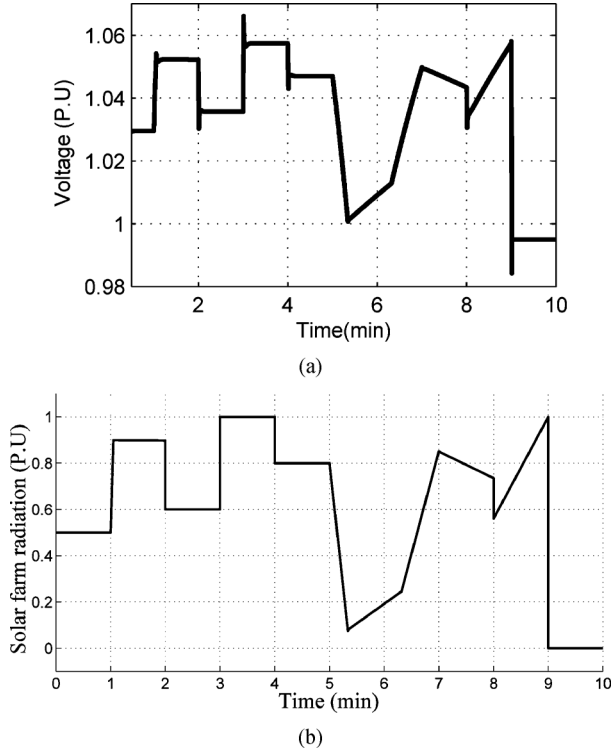 1.06
1.04
1.02
1
0.98
Voltage (P.U)
2 4 6 8 10
Time(min)
(a)
1
0.8
0.6
0.4
0.2
0
Solar farm radiation (P.U)
0 1 2 3 4 5 6 7 8 9 10
Time (min)
(b)